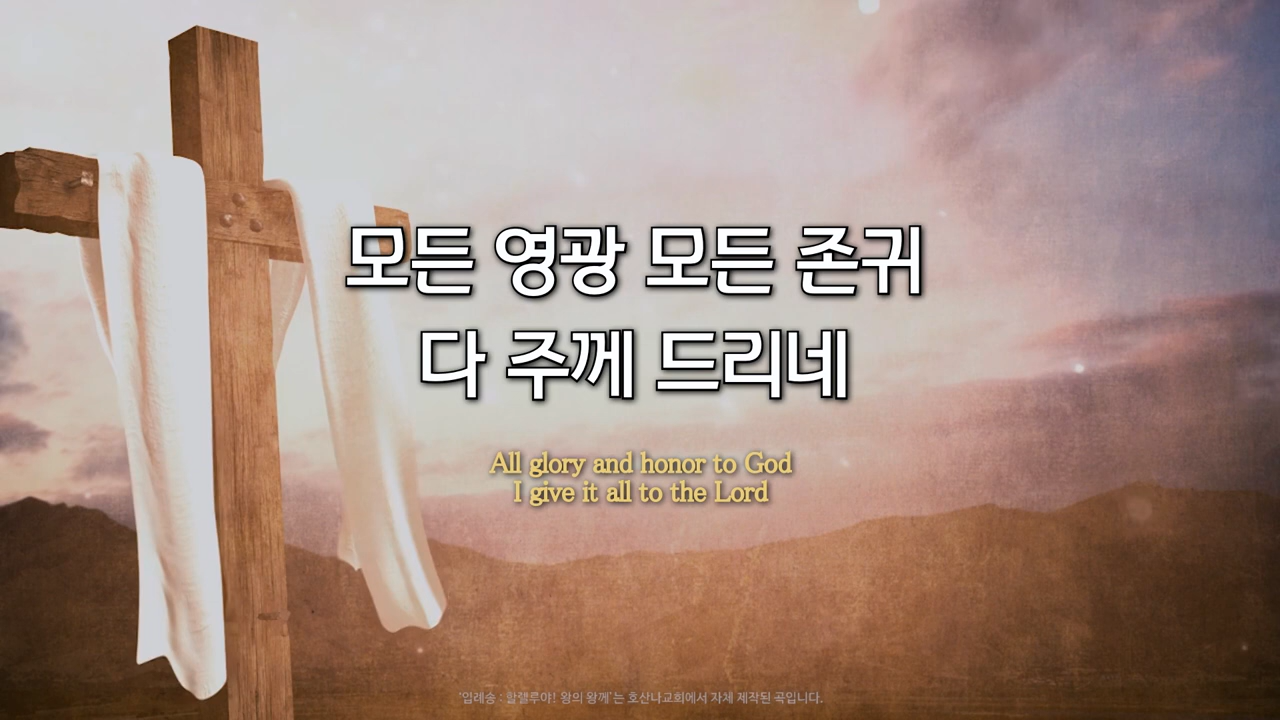 모든 영광 모든 존귀
다 주께 드리네
All glory and honor to God
I give it all to the Lord
'입례송 : 할렐루야! 왕의 왕께'는 호산나교회에서 자체 제작된 곡입니다.